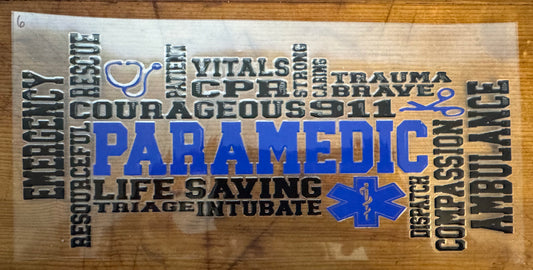 6
EMERGENCY
RESCUE
RESOURCEFUL
PATIENT
VITALS
CPR
STRONG
CARING
TRAUMA
BRAVE
COURAGEOUS 911
PARAMEDIC
LIFE SAVING
TRIAGE INTUBATE
DISPATCH
COMPASSION
AMBULANCE